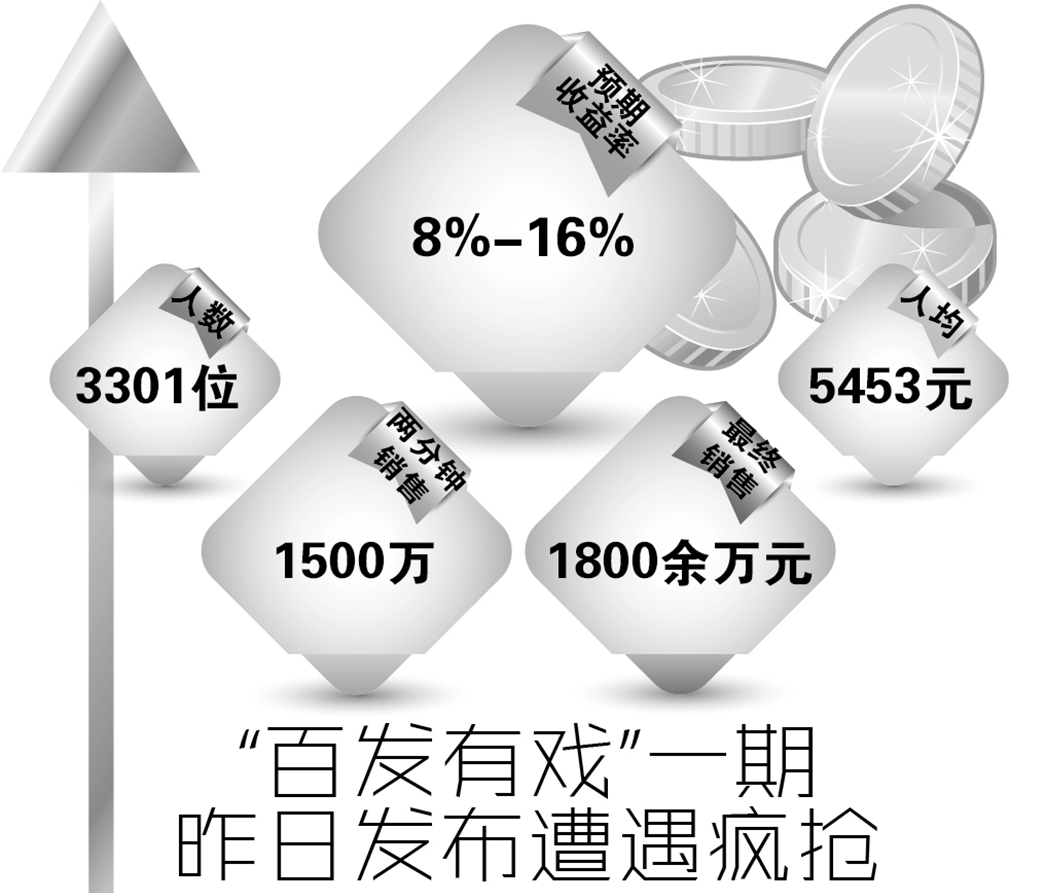 预期
收益率
8%-16%
人数
3301位
人均
5453元
两分钟
销售
1500万
最终
销售
1800余万元
“百发有戏”一期
昨日发布遭遇疯抢